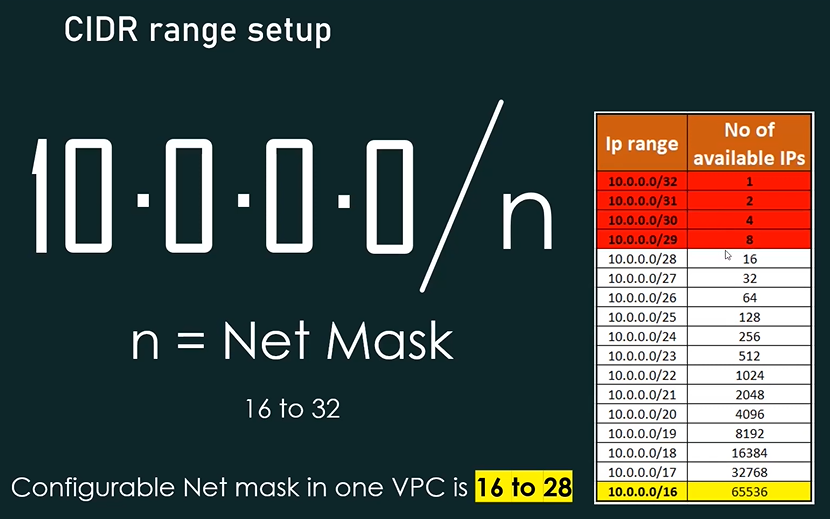 CIDR range setup
10.0.0.0/n
n = Net Mask
16 to 32
Configurable Net mask in one VPC is 16 to 28
Ip range No of available IPs
10.0.0.0/32 1
10.0.0.0/31 2
10.0.0.0/30 4
10.0.0.0/29 8
10.0.0.0/28 16
10.0.0.0/27 32
10.0.0.0/26 64
10.0.0.0/25 128
10.0.0.0/24 256
10.0.0.0/23 512
10.0.0.0/22 1024
10.0.0.0/21 2048
10.0.0.0/20 4096
10.0.0.0/19 8192
10.0.0.0/18 16384
10.0.0.0/17 32768
10.0.0.0/16 65536